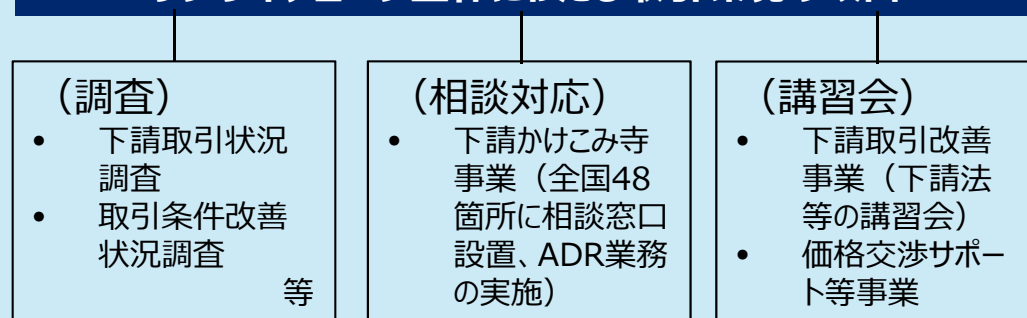 （調査）
• 下請取引状況
調査
• 取引条件改善
状況調査
等
（相談対応）
• 下請かけこみ寺
事業（全国48
箇所に相談窓口
設置、ADR業務
の実施）
（講習会）
• 下請取引改善
事業（下請法
等の講習会）
• 価格交渉サポー
ト等事業